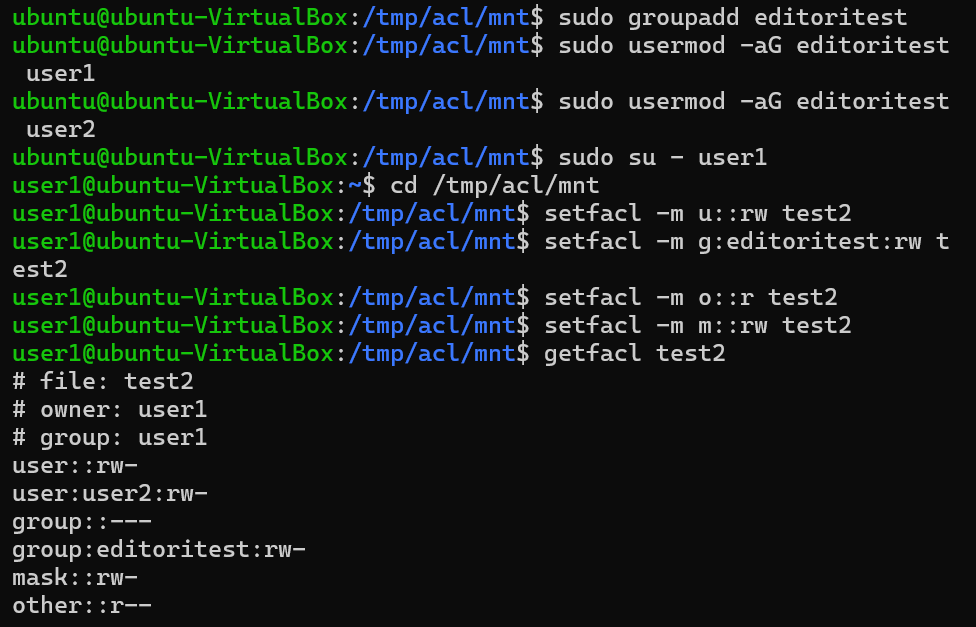 ubuntu@ubuntu-VirtualBox:/tmp/acl/mnt$ sudo groupadd editoritest
ubuntu@ubuntu-VirtualBox:/tmp/acl/mnt$ sudo usermod -aG editoritest
 user1
ubuntu@ubuntu-VirtualBox:/tmp/acl/mnt$ sudo usermod -aG editoritest
 user2
ubuntu@ubuntu-VirtualBox:/tmp/acl/mnt$ sudo su - user1
user1@ubuntu-VirtualBox:~$ cd /tmp/acl/mnt
user1@ubuntu-VirtualBox:/tmp/acl/mnt$ setfacl -m u::rw test2
user1@ubuntu-VirtualBox:/tmp/acl/mnt$ setfacl -m g:editoritest:rw t
est2
user1@ubuntu-VirtualBox:/tmp/acl/mnt$ setfacl -m o::r test2
user1@ubuntu-VirtualBox:/tmp/acl/mnt$ setfacl -m m::rw test2
user1@ubuntu-VirtualBox:/tmp/acl/mnt$ getfacl test2
# file: test2
# owner: user1
# group: user1
user::rw-
user:user2:rw-
group::---
group:editoritest:rw-
mask::rw-
other::r--